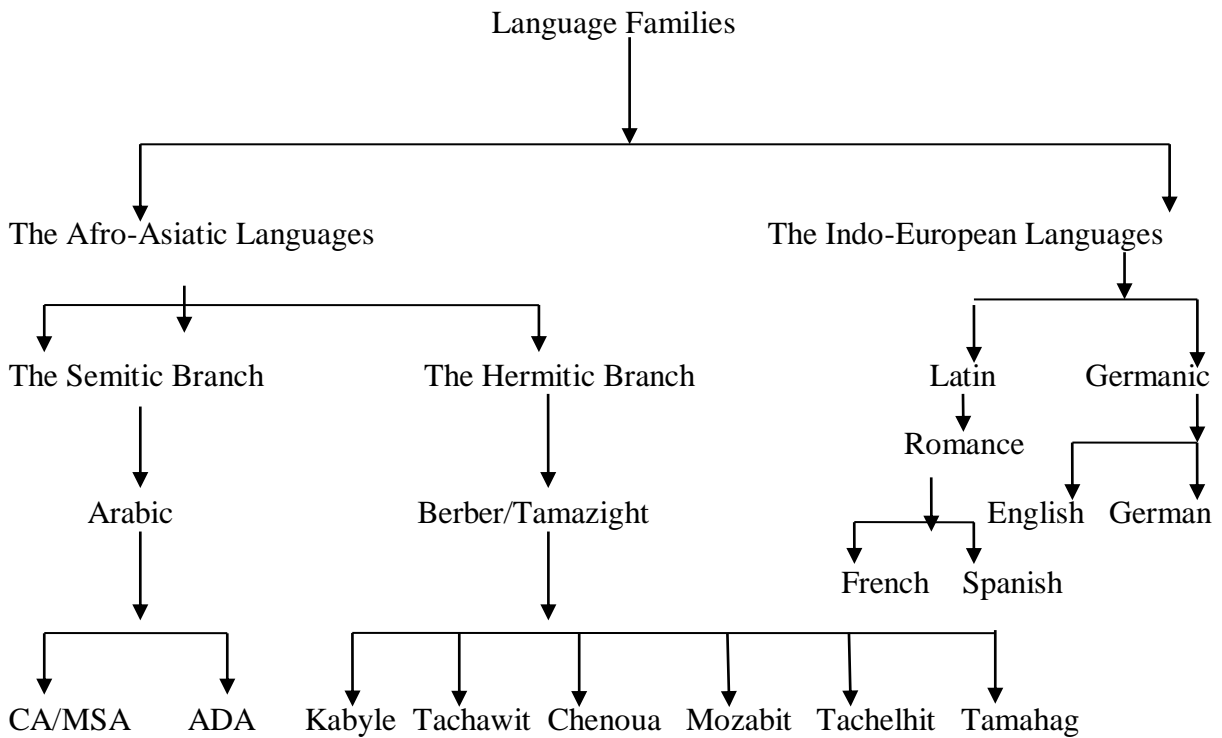 Language Families
The Afro-Asiatic Languages
The Indo-European Languages
The Semitic Branch
The Hermitic Branch
Latin
Germanic
Romance
Arabic
Berber/Tamazight
English
German
French
Spanish
CA/MSA
ADA
Kabyle
Tachawit
Chenoua
Mozabit
Tachelhit
Tamahag